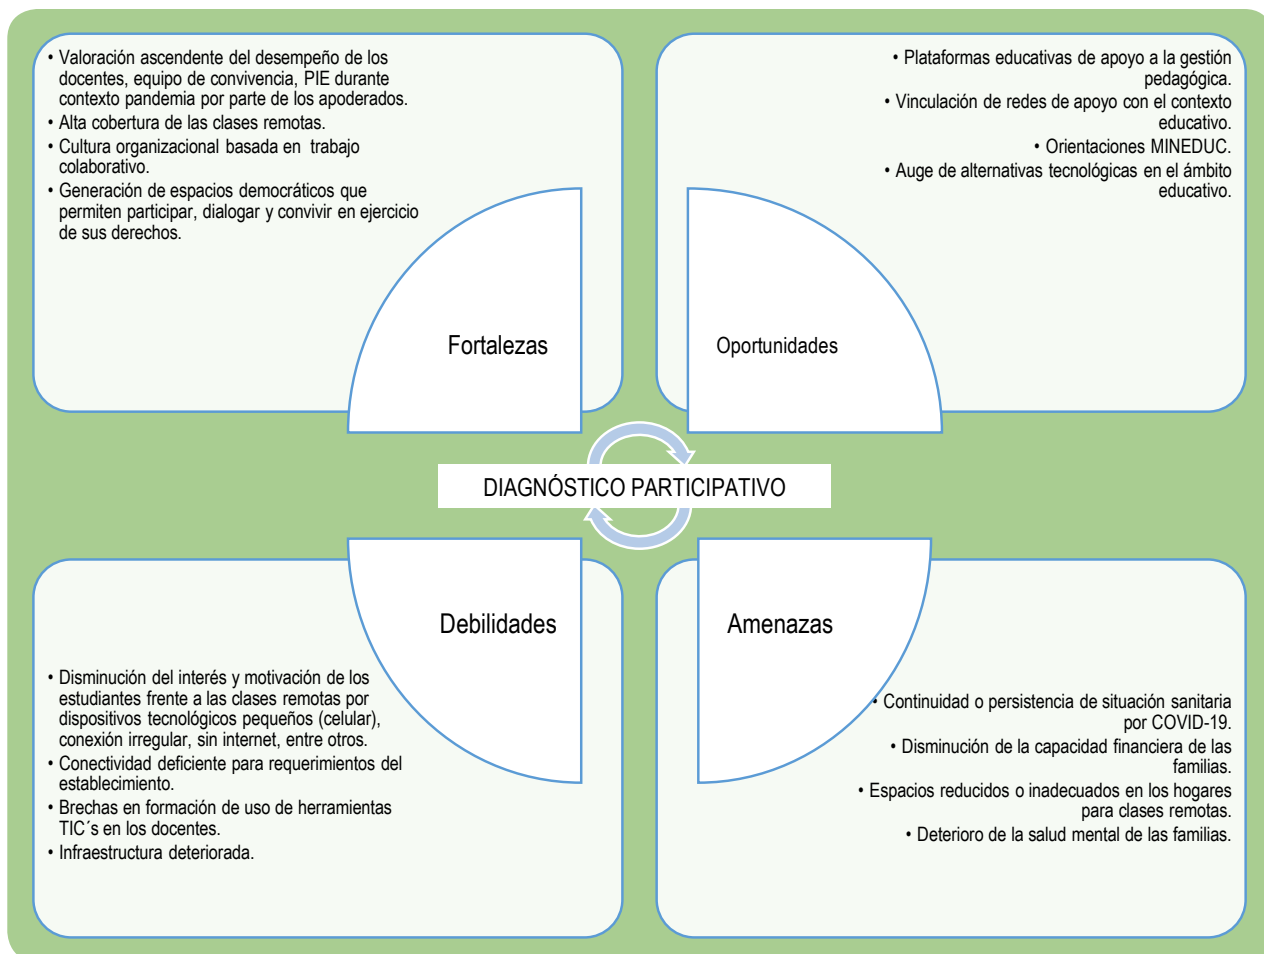 • Valoración ascendente del desempeño de los
docentes, equipo de convivencia, PIE durante
contexto pandemia por parte de los apoderados.
• Alta cobertura de las clases remotas.
• Cultura organizacional basada en trabajo
colaborativo.
• Generación de espacios democráticos que
permiten participar, dialogar y convivir en ejercicio
de sus derechos.
Fortalezas
• Plataformas educativas de apoyo a la gestión
pedagógica.
• Vinculación de redes de apoyo con el contexto
educativo.
• Orientaciones MINEDUC.
• Auge de alternativas tecnológicas en el ámbito
educativo.
Oportunidades
DIAGNÓSTICO PARTICIPATIVO
Debilidades
• Disminución del interés y motivación de los
estudiantes frente a las clases remotas por
dispositivos tecnológicos pequeños (celular),
conexión irregular, sin internet, entre otros.
• Conectividad deficiente para requerimientos del
establecimiento.
• Brechas en formación de uso de herramientas
TIC´s en los docentes.
• Infraestructura deteriorada.
Amenazas
• Continuidad o persistencia de situación sanitaria
por COVID-19.
• Disminución de la capacidad financiera de las
familias.
• Espacios reducidos o inadecuados en los hogares
para clases remotas.
• Deterioro de la salud mental de las familias.